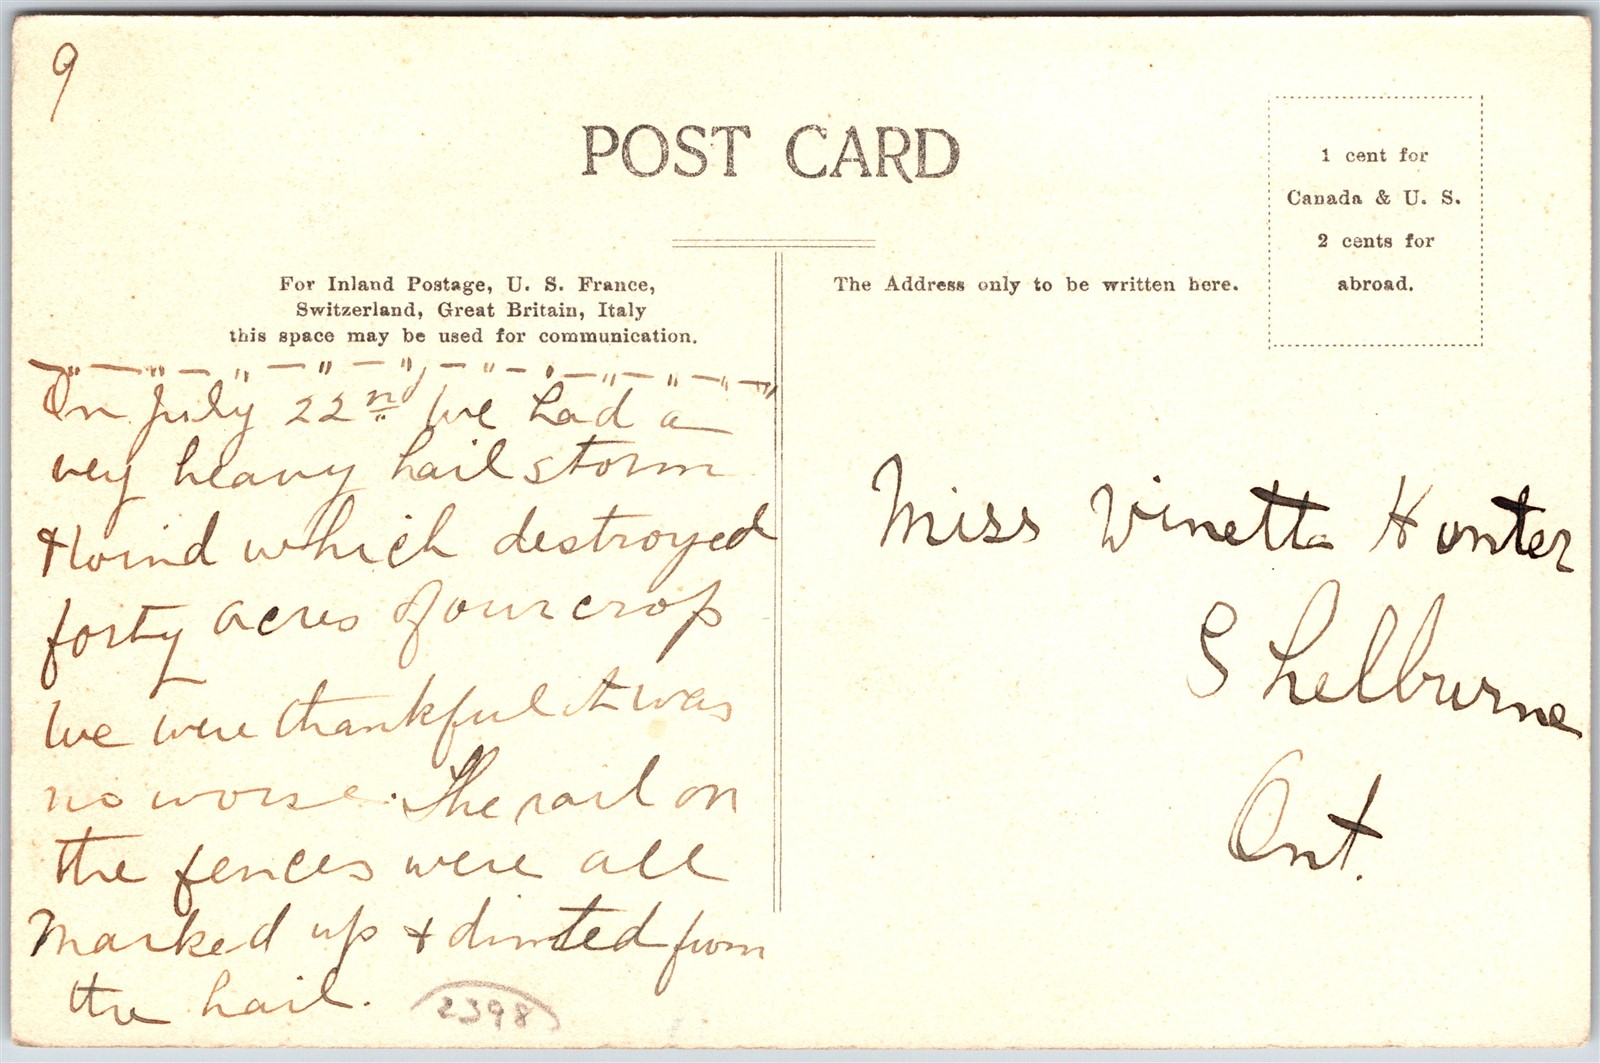 9
POST CARD
1 cent for
Canada & U. S.
2 cents for
abroad.
For Inland Postage, U. S. France,
Switzerland, Great Britain, Italy
this space may be used for communication.
The Address only to be written here.
On July 22nd we had a
very heavy hail storm
& wind which destroyed
forty acres of our crop
We were thankful it was
no worse. The rail on
the fences were all
Marked up & dinted from
the hail.
2398
Miss Vinetta Hunter
Shelburne
Ont.